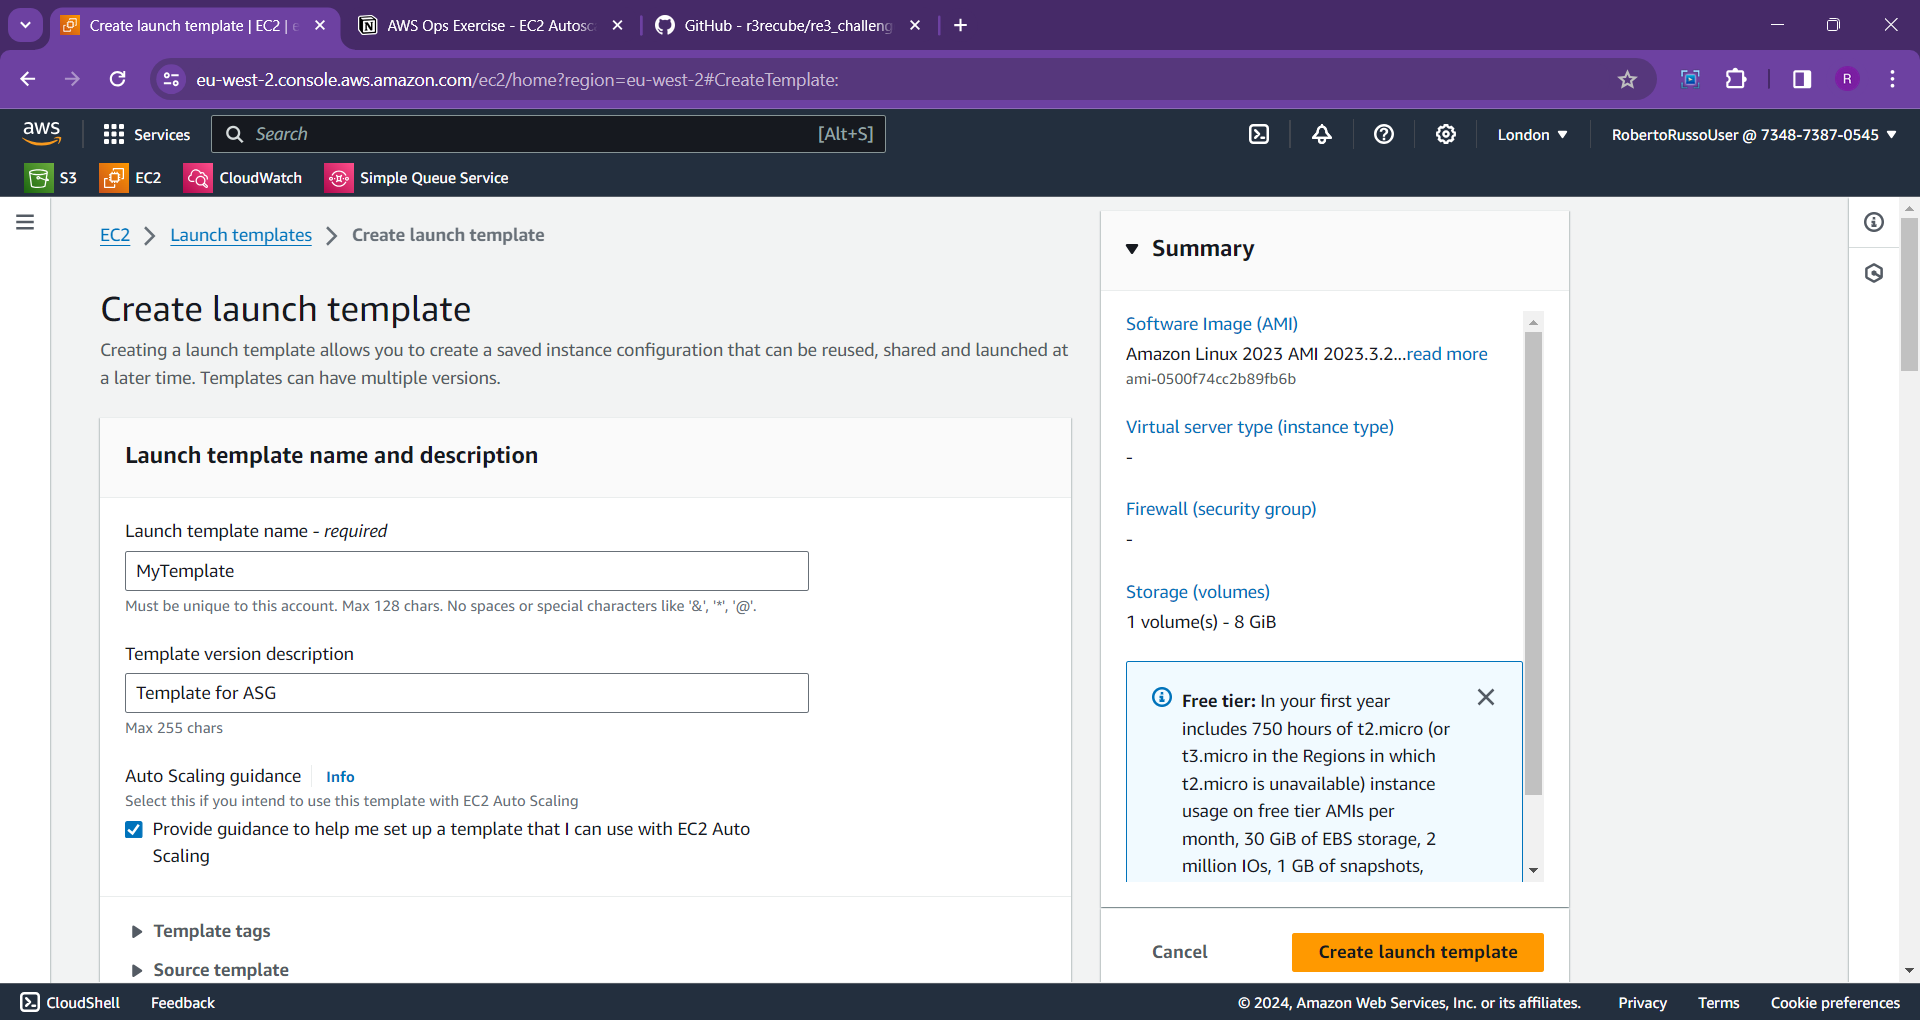 Create launch template | EC2 | e
AWS Ops Exercise - EC2 Autosca
GitHub - r3recube/re3_challeng
eu-west-2.console.aws.amazon.com/ec2/home?region=eu-west-2#CreateTemplate:
R
aws
Services
Search
[Alt+S]
London
RobertoRussoUser @ 7348-7387-0545
S3
EC2
CloudWatch
Simple Queue Service
EC2
Launch templates
Create launch template
Create launch template
Creating a launch template allows you to create a saved instance configuration that can be reused, shared and launched at
a later time. Templates can have multiple versions.
Launch template name and description
Launch template name - required
MyTemplate
Must be unique to this account. Max 128 chars. No spaces or special characters like '&', '*', '@'.
Template version description
Template for ASG
Max 255 chars
Auto Scaling guidance
Info
Select this if you intend to use this template with EC2 Auto Scaling
Provide guidance to help me set up a template that I can use with EC2 Auto
Scaling
Template tags
Source template
Summary
Software Image (AMI)
Amazon Linux 2023 AMI 2023.3.2...read more
ami-0500f74cc2b89fb6b
Virtual server type (instance type)
-
Firewall (security group)
-
Storage (volumes)
1 volume(s) - 8 GiB
Free tier: In your first year
includes 750 hours of t2.micro (or
t3.micro in the Regions in which
t2.micro is unavailable) instance
usage on free tier AMIs per
month, 30 GiB of EBS storage, 2
million IOs, 1 GB of snapshots,
Cancel
Create launch template
CloudShell
Feedback
© 2024, Amazon Web Services, Inc. or its affiliates.
Privacy
Terms
Cookie preferences